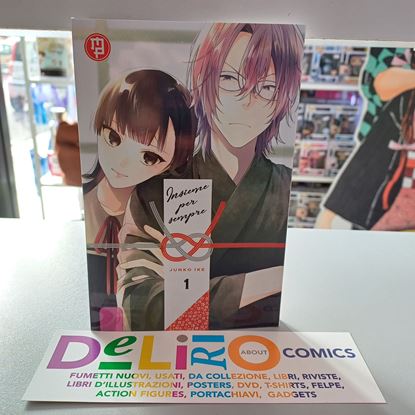 Insieme
per
sempre
JUNKO IKE
1
DeLiRiO ABOUT COMICS
FUMETTI NUOVI, USATI, DA COLLEZIONE, LIBRI, RIVISTE,
LIBRI D'ILLUSTRAZIONI, POSTERS, DVD, T-SHIRTS, FELPE,
ACTION FIGURES, PORTACHIAVI, GADGETS